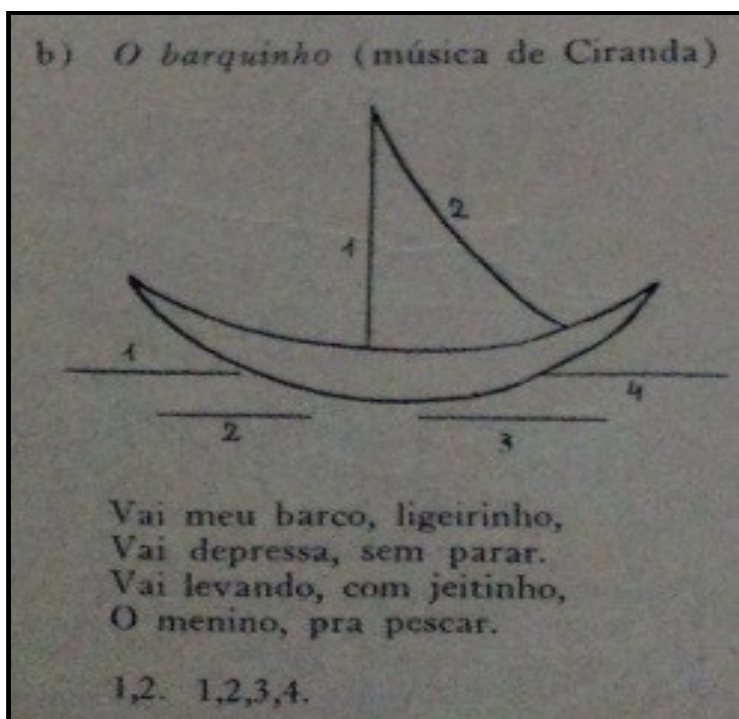 b) O barquinho (música de Ciranda)
1
2
1
4
2
3
Vai meu barco, ligeirinho,
Vai depressa, sem parar.
Vai levando, com jeitinho,
O menino, pra pescar.
1,2. 1,2,3,4.